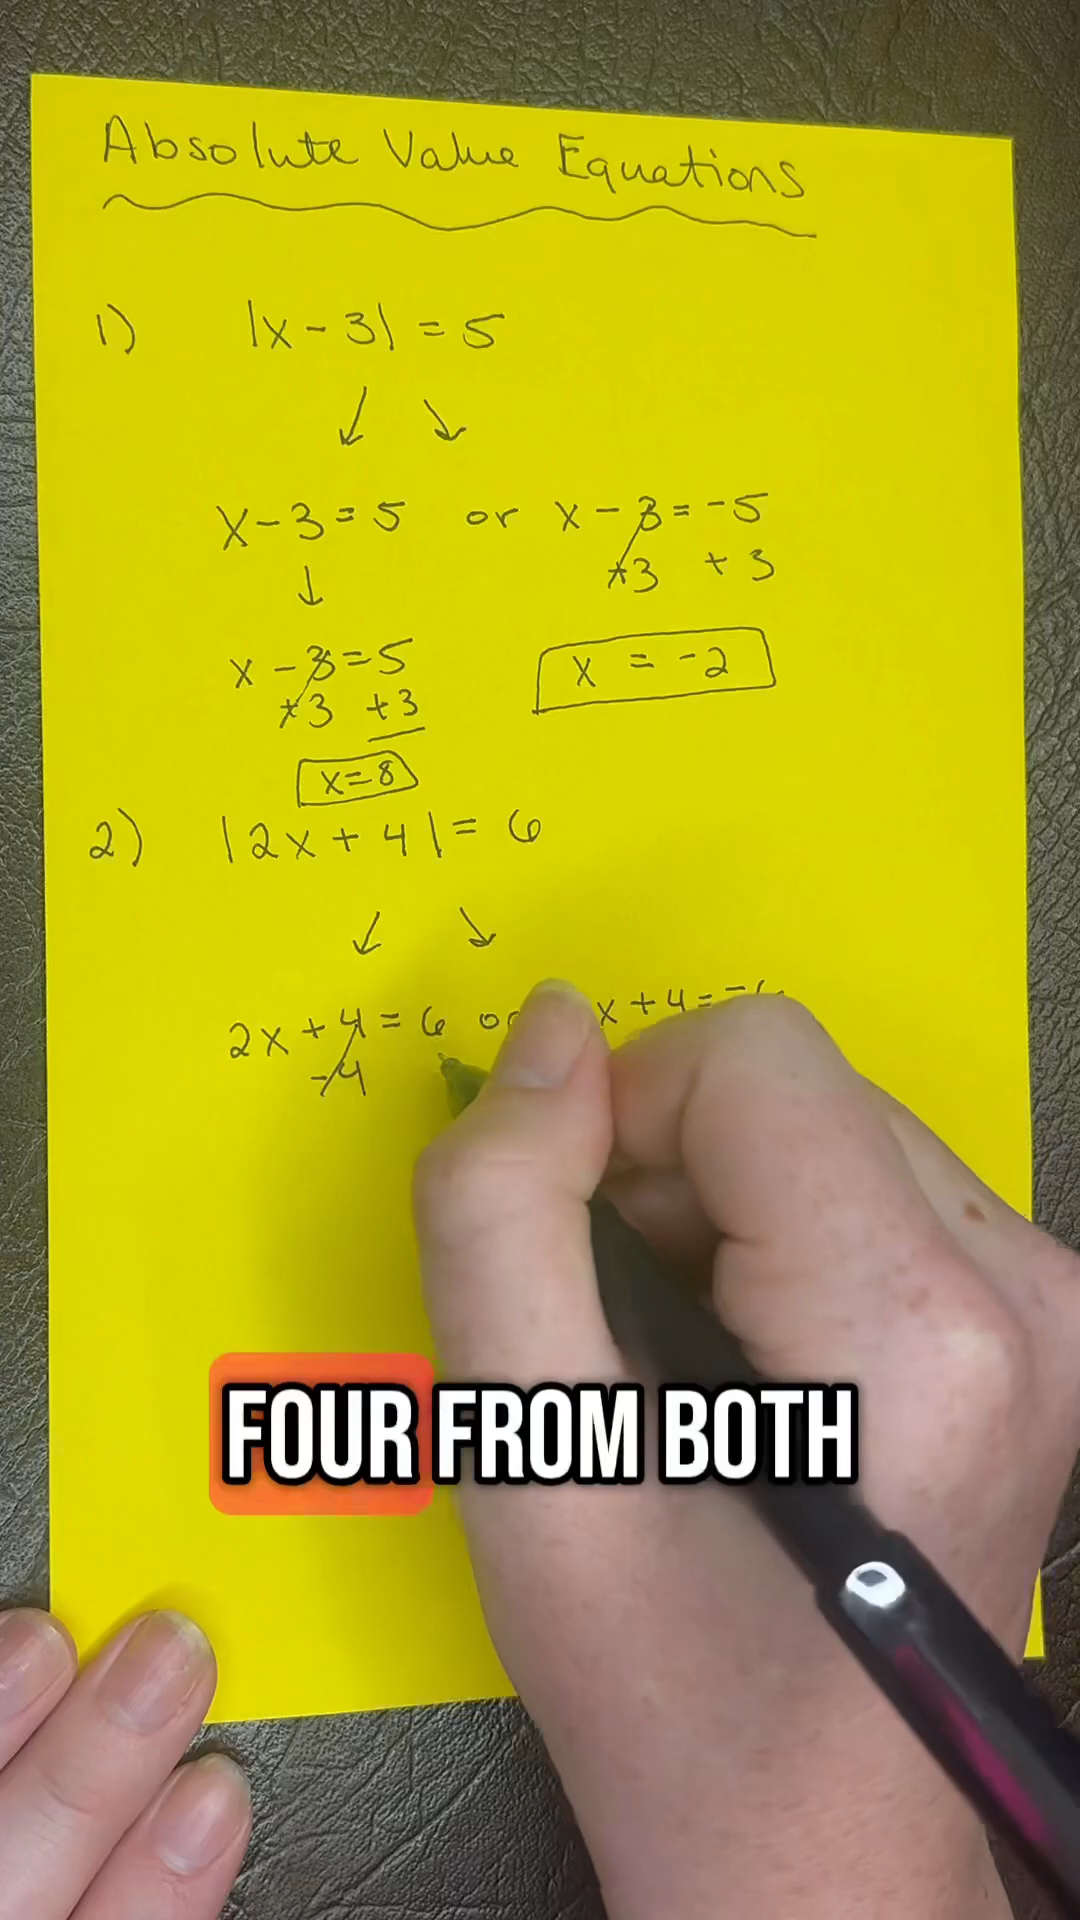 Absolute Value Equations
1) |x-3| = 5
↙ ↘
x-3=5 or x-3=-5
↓ +3 +3
x-3=5 x = -2
+3 +3
x=8
2) |2x+4|= 6
↙ ↘
2x+4=6 x+4=
-4
FOUR FROM BOTH